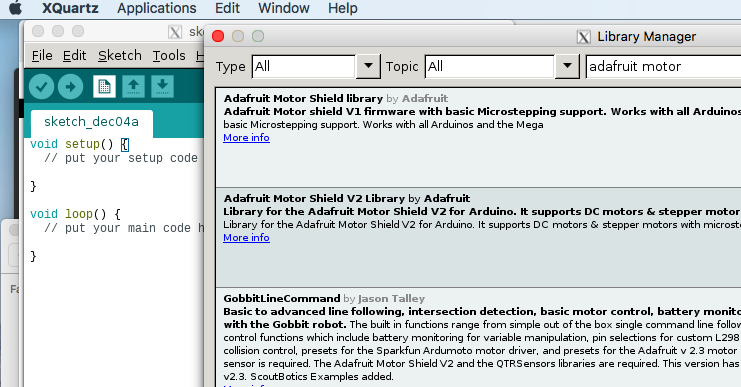 XQuartz Applications Edit Window Help
Library Manager
File Edit Sketch Tools
Type All Topic All adafruit motor
sketch_dec04a
void setup() {
// put your setup code
}
void loop() {
// put your main code
}
Adafruit Motor Shield library by Adafruit
Adafruit Motor shield V1 firmware with basic Microstepping support. Works with all Arduinos
basic Microstepping support. Works with all Arduinos and the Mega
More info
Adafruit Motor Shield V2 Library by Adafruit
Library for the Adafruit Motor Shield V2 for Arduino. It supports DC motors & stepper motor
Library for the Adafruit Motor Shield V2 for Arduino. It supports DC motors & stepper motors with
More info
GobbitLineCommand by Jason Talley
Basic to advanced line following, intersection detection, basic motor control, battery
with the Gobbit robot. The built in functions range from simple out of the box single command line
control functions which include battery monitoring for variable manipulation, pin selections for custom L298
collision control, presets for the Sparkfun Ardumoto motor driver, and presets for the Adafruit v 2.3 motor
sensor is required. The Adafruit Motor Shield V2 and the QTRSensors libraries are required. This version has
v2.3. ScoutBotics Examples added.